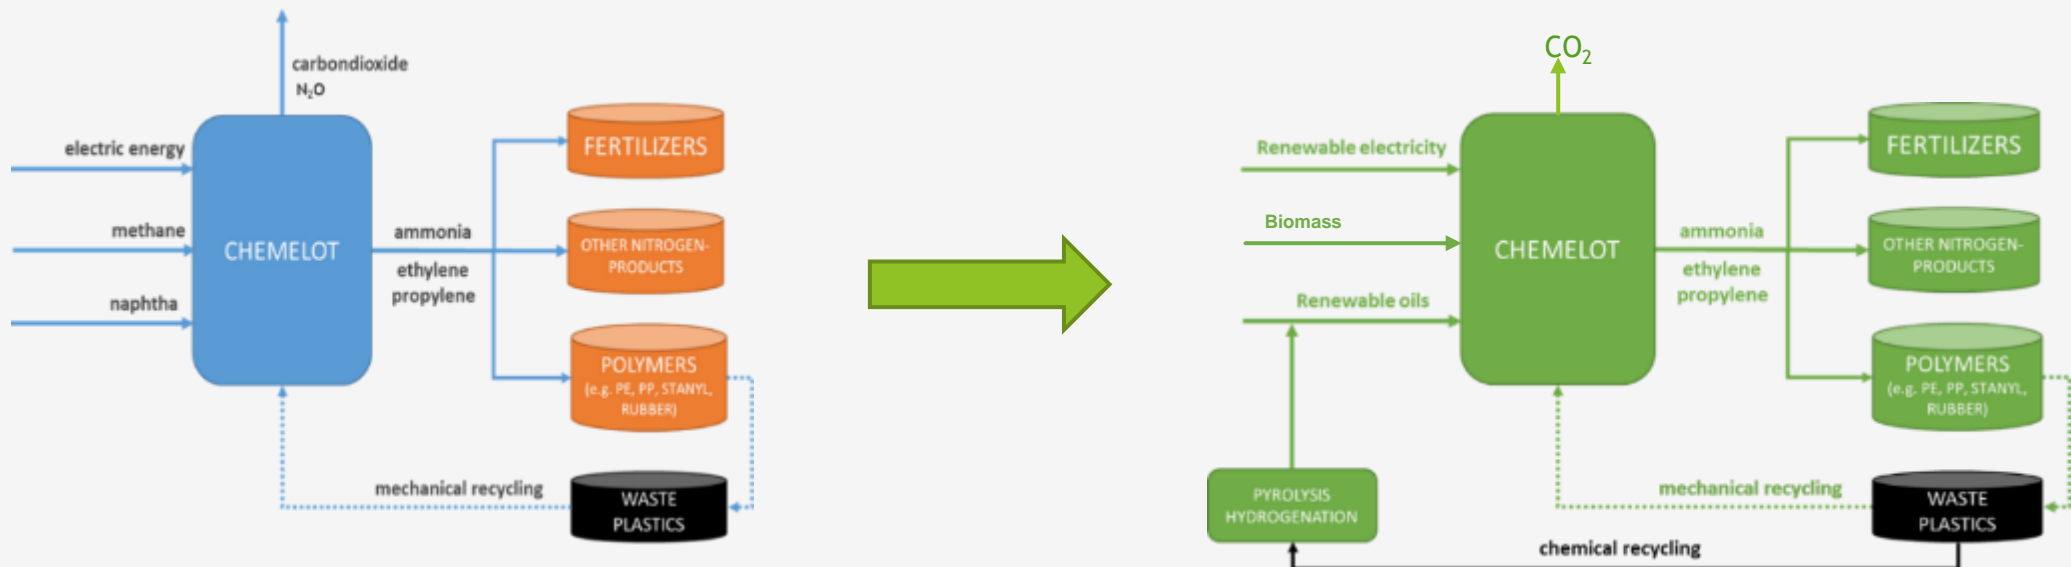 carbondioxide
N₂O
electric energy
methane
naphtha
CHEMELOT
ammonia
ethylene
propylene
FERTILIZERS
OTHER NITROGEN-
PRODUCTS
POLYMERS
(e.g. PE, PP, STANYL,
RUBBER)
mechanical recycling
WASTE
PLASTICS
CO₂
Renewable electricity
Biomass
Renewable oils
CHEMELOT
ammonia
ethylene
propylene
FERTILIZERS
OTHER NITROGEN-
PRODUCTS
POLYMERS
(e.g. PE, PP, STANYL,
RUBBER)
PYROLYSIS
HYDROGENATION
mechanical recycling
WASTE
PLASTICS
chemical recycling